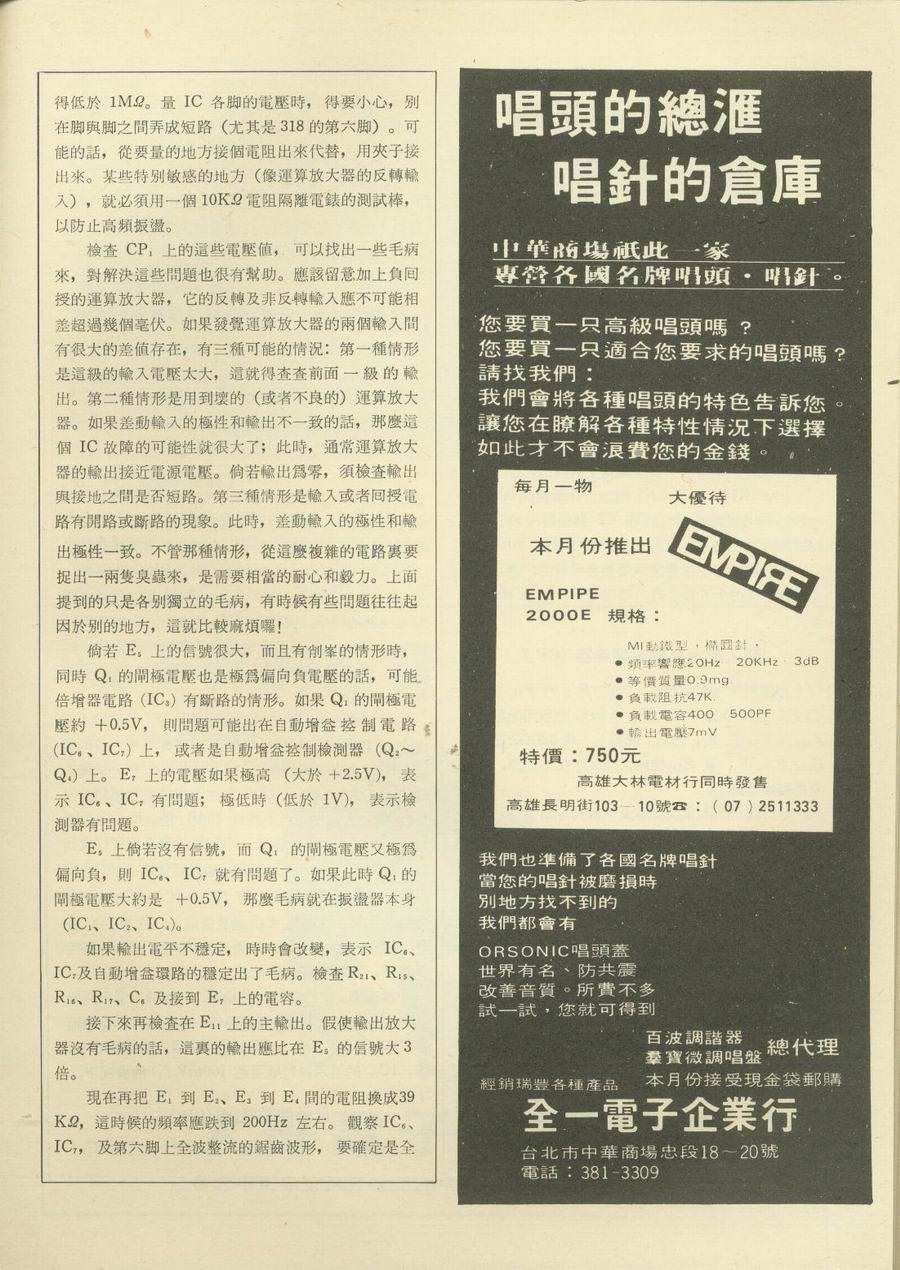 得低於 1MΩ。量 IC 各脚的電壓時，得要小心，別
在脚與脚之間弄成短路（尤其是 318 的第六脚）。可
能的話，從要量的地方接個電阻出來代替，用夾子接
出來。某些特別敏感的地方（像運算放大器的反轉輸
入），就必須用一個 10KΩ 電阻隔離電錶的測試棒，
以防止高頻振盪。
檢查 CP₁ 上的這些電壓値，可以找出一些毛病
來，對解決這些問題也很有幫助。應該留意加上負回
授的運算放大器，它的反轉及非反轉輸入應不可能相
差超過幾個毫伏。如果發覺運算放大器的兩個輸入間
有很大的差値存在，有三種可能的情況：第一種情形
是這級的輸入電壓太大，這就得查查前面一級的輸
出。第二種情形是用到壞的（或者不良的）運算放大
器。如果差動輸入的極性和輸出不一致的話，那麼這
個 IC 故障的可能性就很大了；此時，通常運算放大
器的輸出接近電源電壓。倘若輸出爲零，須檢查輸出
與接地之間是否短路。第三種情形是輸入或者回授電
路有開路或斷路的現象。此時，差動輸入的極性和輸
出極性一致。不管那種情形，從這麼複雜的電路裏要
捉出一兩隻臭蟲來，是需要相當的耐心和毅力。上面
提到的只是各別獨立的毛病，有時候有些問題往往起
因於別的地方，這就比較麻煩囉！
倘若 E₅ 上的信號很大，而且有削峯的情形時，
同時 Q₁ 的閘極電壓也是極爲偏向負電壓的話，可能
倍增器電路 (IC₃) 有斷路的情形。如果 Q₁ 的閘極電
壓約 +0.5V，則問題可能出在自動增益控制電路
(IC₆、IC₇) 上，或者是自動增益控制檢測器 (Q₂～
Q₄) 上。E₇ 上的電壓如果極高（大於 +2.5V），表
示 IC₆、IC₇ 有問題；極低時（低於 1V），表示檢
測器有問題。
E₅ 上倘若沒有信號，而 Q₁ 的閘極電壓又極爲
偏向負，則 IC₆、IC₇ 就有問題了。如果此時 Q₁ 的
閘極電壓大約是 +0.5V，那麼毛病就在振盪器本身
(IC₁、IC₂、IC₄)。
如果輸出電平不穩定，時時會改變，表示 IC₆、
IC₇及自動增益環路的穩定出了毛病。檢查 R₂₁、R₁₅、
R₁₆、R₁₇、C₆ 及接到 E₇ 上的電容。
接下來再檢查在 E₁₁ 上的主輸出。假使輸出放大
器沒有毛病的話，這裏的輸出應比在 E₅ 的信號大 3
倍。
現在再把 E₁ 到 E₂、E₃ 到 E₄ 間的電阻換成39
KΩ，這時候的頻率應跌到 200Hz 左右。觀察 IC₆、
IC₇，及第六脚上全波整流的鋸齒波形，要確定是全
唱頭的總滙
唱針的倉庫
中華商場祇此一家
專營各國名牌唱頭・唱針。
您要買一只高級唱頭嗎？
您要買一只適合您要求的唱頭嗎？
請找我們：
我們會將各種唱頭的特色告訴您。
讓您在瞭解各種特性情況下選擇
如此才不會浪費您的金錢。
每月一物
大優待
本月份推出 EMPIRE
EMPIPE
2000E 規格：
MI動鐵型，橢圓針，
● 頻率響應20Hz 20KHz 3dB
● 等價質量0.9mg
● 負載阻抗47K
● 負載電容400 500PF
● 輸出電壓7mV
特價：750元
高雄大林電材行同時發售
高雄長明街103—10號☎：(07) 2511333
我們也準備了各國名牌唱針
當您的唱針被磨損時
別地方找不到的
我們都會有
ORSONIC唱頭蓋
世界有名、防共震
改善音質。所費不多
試一試，您就可得到
百波調諧器
羣寶微調唱盤 總代理
經銷瑞豐各種產品 本月份接受現金袋郵購
全一電子企業行
台北市中華商場忠段18～20號
電話：381-3309